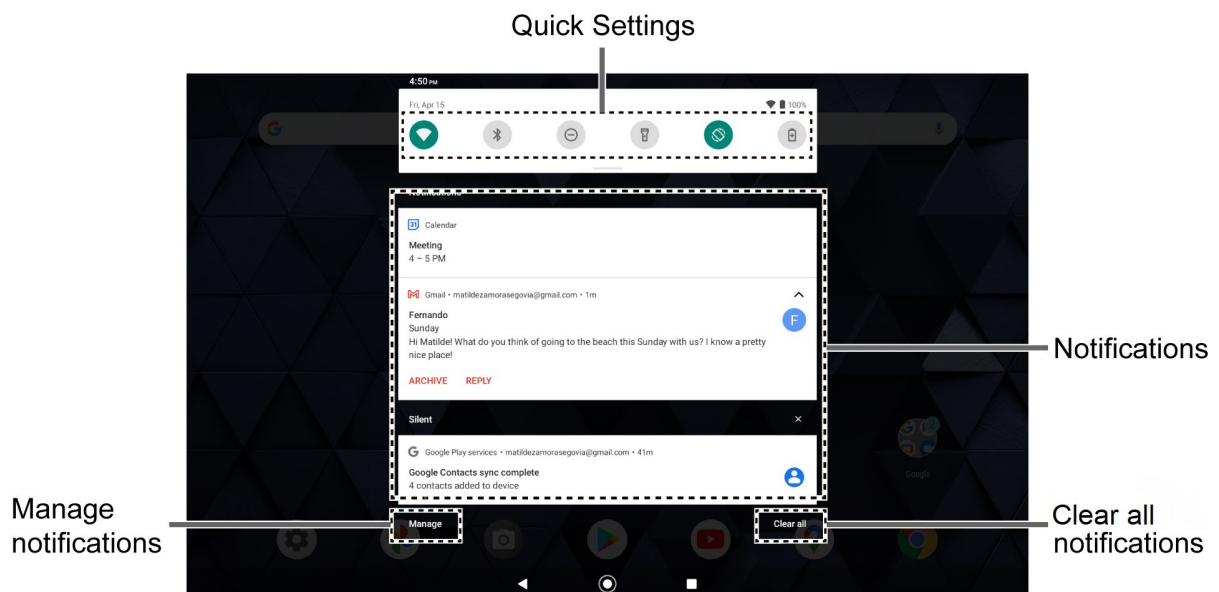 Quick Settings
4:50 PM
Fri, Apr 15
100%
Notifications
31 Calendar
Meeting
4 – 5 PM
Gmail • matildezamorasegovia@gmail.com • 1m
Fernando
F
Sunday
Hi Matilde! What do you think of going to the beach this Sunday with us? I know a pretty
nice place!
Notifications
ARCHIVE REPLY
Silent
G Google Play services • matildezamorasegovia@gmail.com • 41m
Google
Google Contacts sync complete
4 contacts added to device
Manage
notifications
Manage
Clear all
Clear all
notifications